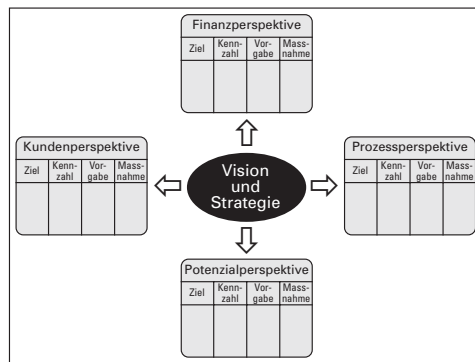 Finanzperspektive
Ziel Kenn- Vor- Mass-
zahl gabe nahme
Kundenperspektive
Ziel Kenn- Vor- Mass-
zahl gabe nahme
Vision
und
Strategie
Prozessperspektive
Ziel Kenn- Vor- Mass-
zahl gabe nahme
Potenzialperspektive
Ziel Kenn- Vor- Mass-
zahl gabe nahme